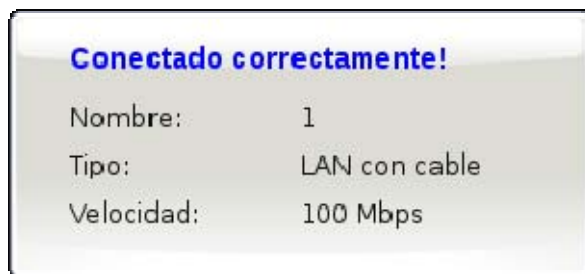 Conectado correctamente!
Nombre: 1
Tipo: LAN con cable
Velocidad: 100 Mbps